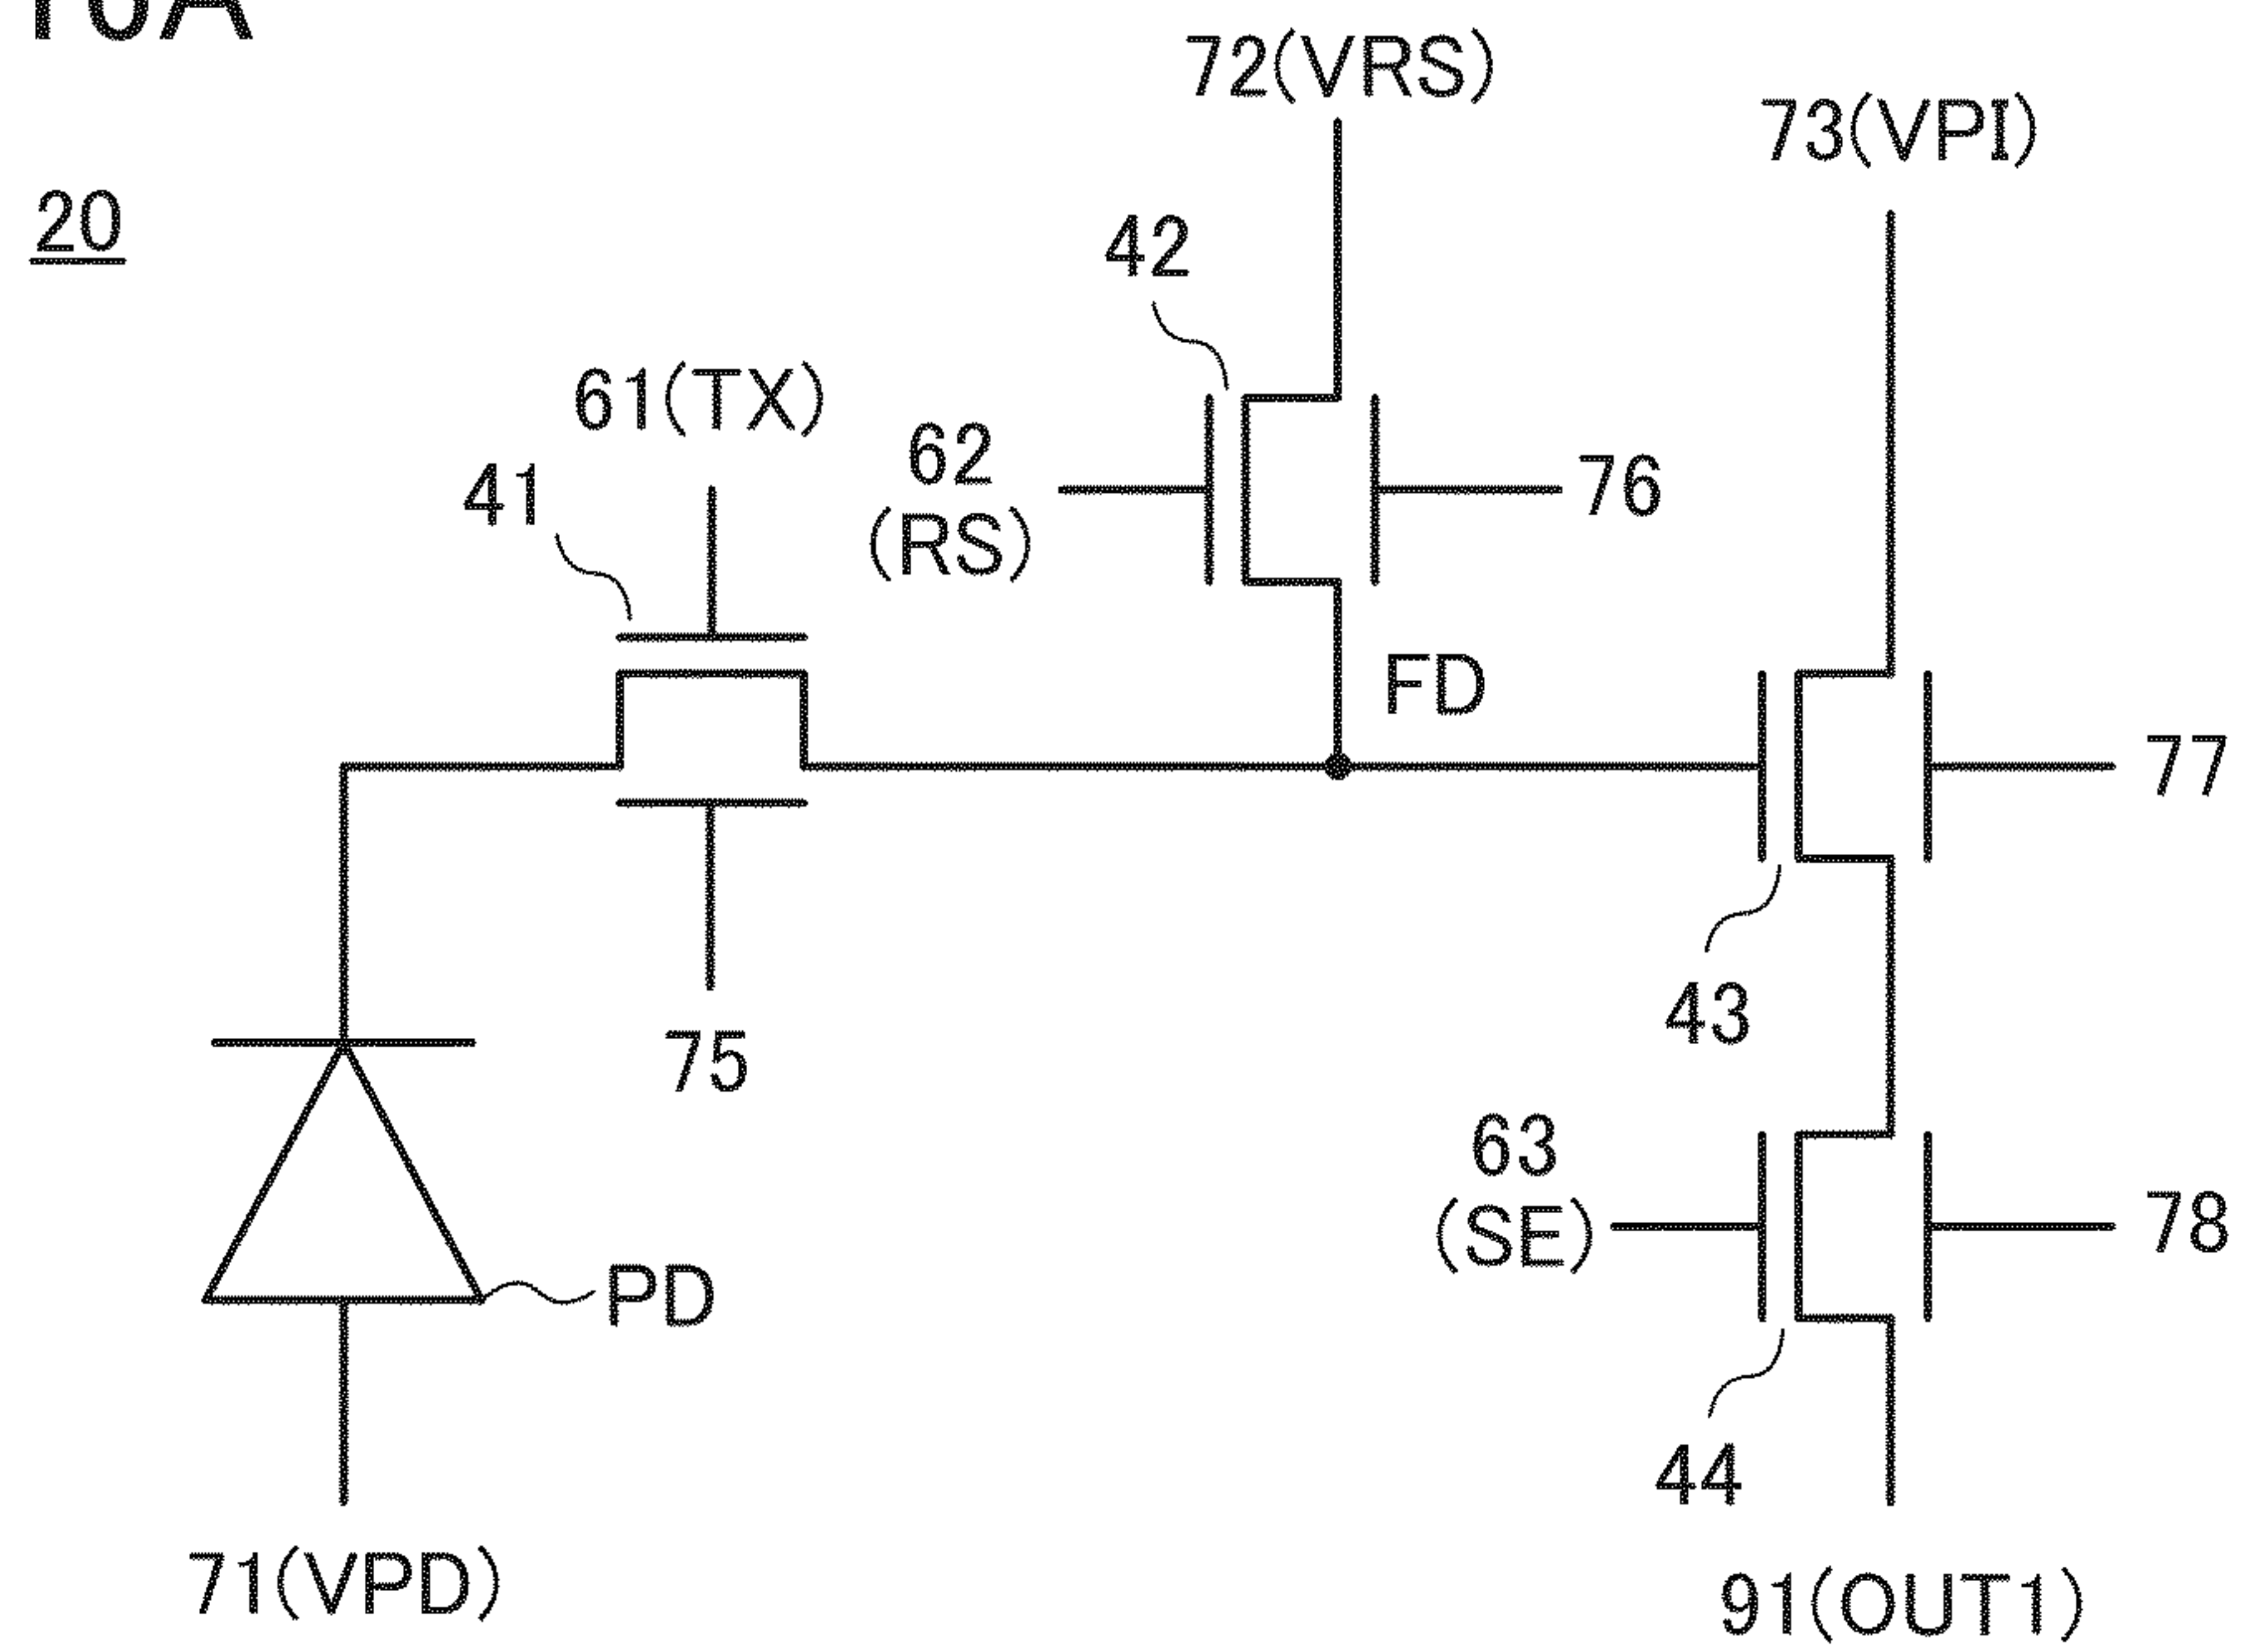 20
72(VRS)
73(VPI)
42
61(TX)
41
62
(RS)
76
FD
77
43
75
63
(SE)
78
PD
44
71(VPD)
91(OUT1)